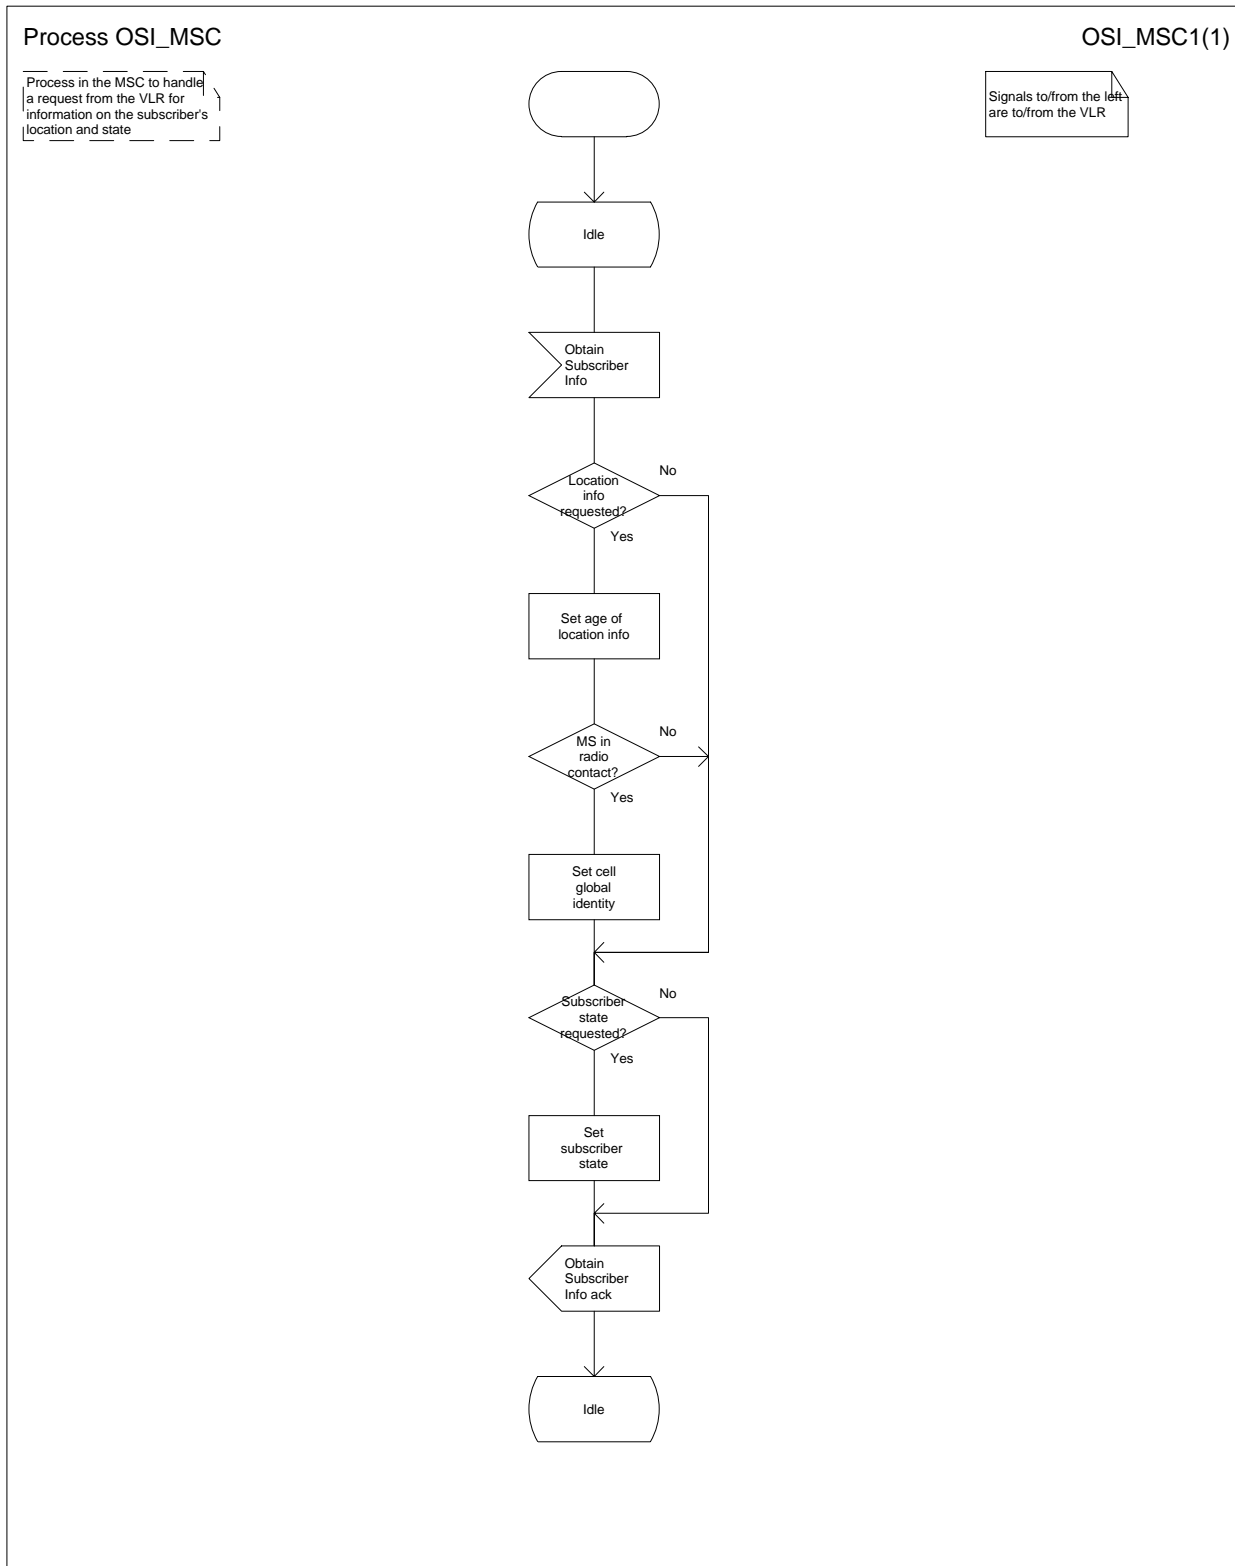 Process OSI_MSC
OSI_MSC1(1)
Process in the MSC to handle
a request from the VLR for
information on the subscriber's
location and state
Signals to/from the left
are to/from the VLR
Idle
Obtain
Subscriber
Info
Location
info
requested?
No
Yes
Set age of
location info
MS in
radio
contact?
No
Yes
Set cell
global
identity
Subscriber
state
requested?
No
Yes
Set
subscriber
state
Obtain
Subscriber
Info ack
Idle